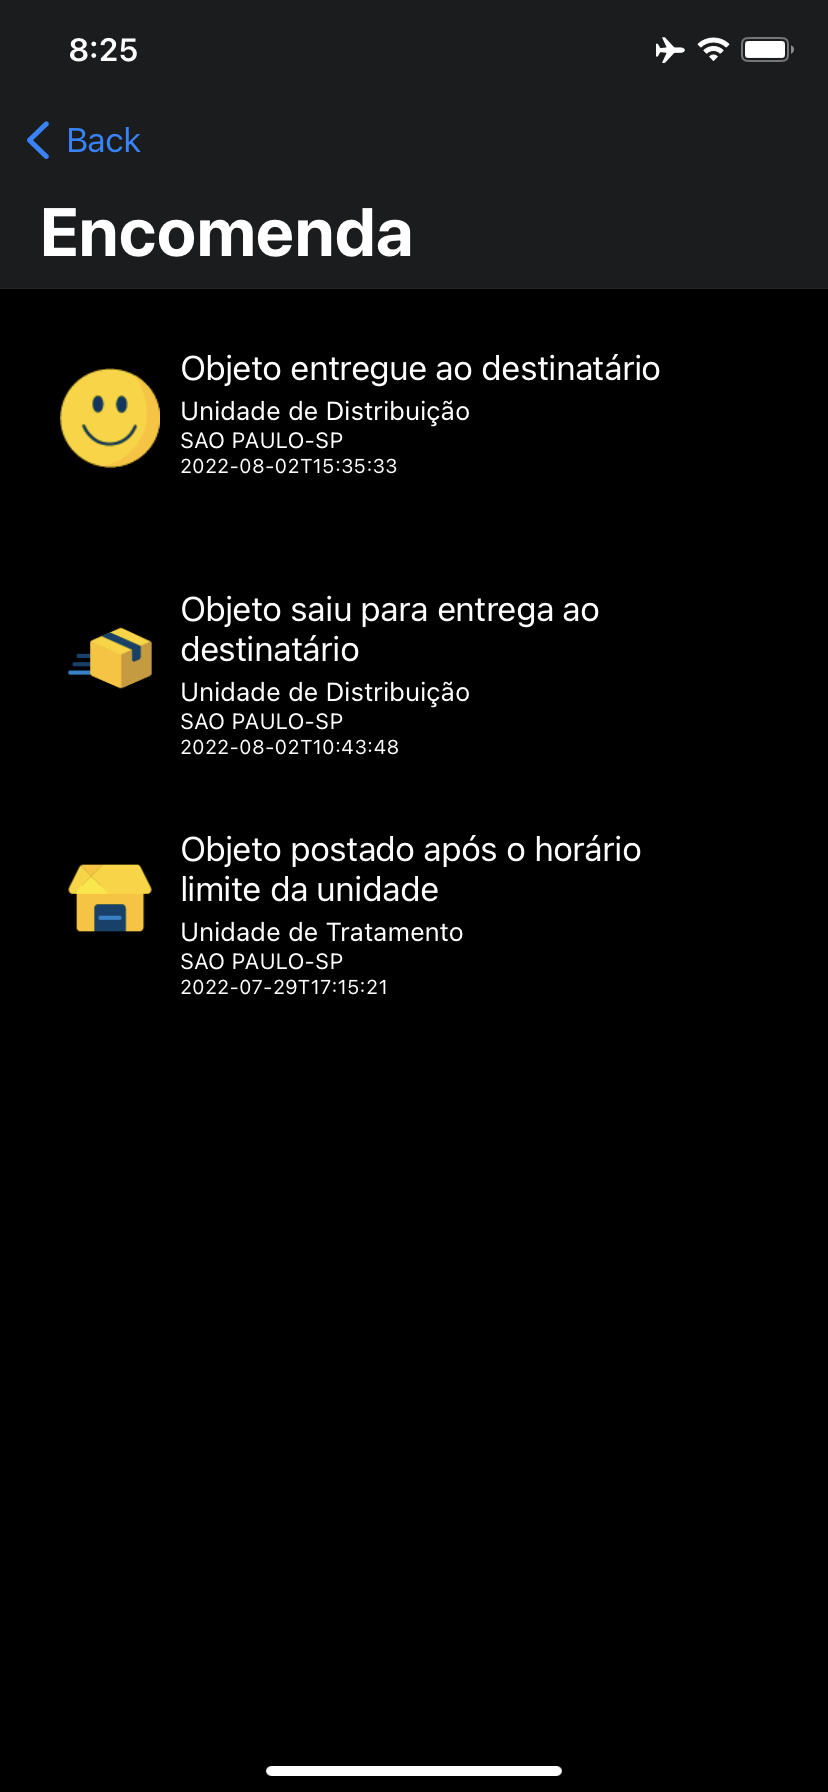 8:25
Back
Encomenda
Objeto entregue ao destinatário
Unidade de Distribuição
SAO PAULO-SP
2022-08-02T15:35:33
Objeto saiu para entrega ao
destinatário
Unidade de Distribuição
SAO PAULO-SP
2022-08-02T10:43:48
Objeto postado após o horário
limite da unidade
Unidade de Tratamento
SAO PAULO-SP
2022-07-29T17:15:21